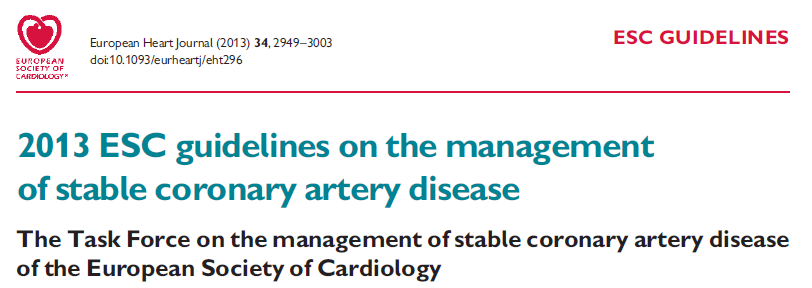 European Heart Journal (2013) 34, 2949–3003
doi:10.1093/eurheartj/eht296
ESC GUIDELINES
EUROPEAN
SOCIETY OF
CARDIOLOGY®
2013 ESC guidelines on the management
of stable coronary artery disease
The Task Force on the management of stable coronary artery disease
of the European Society of Cardiology